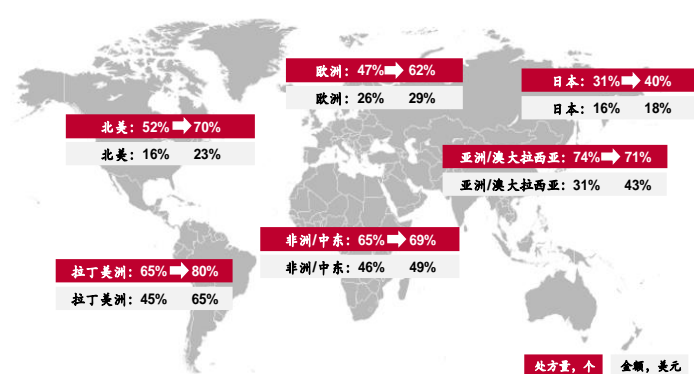 欧洲：47% 62%
欧洲：26% 29%
日本：31% 40%
日本：16% 18%
北美：52% 70%
北美：16% 23%
亚洲/澳大拉西亚：74% 71%
亚洲/澳大拉西亚：31% 43%
非洲/中东：65% 69%
非洲/中东：46% 49%
拉丁美洲：65% 80%
拉丁美洲：45% 65%
处方量，个 金额，美元